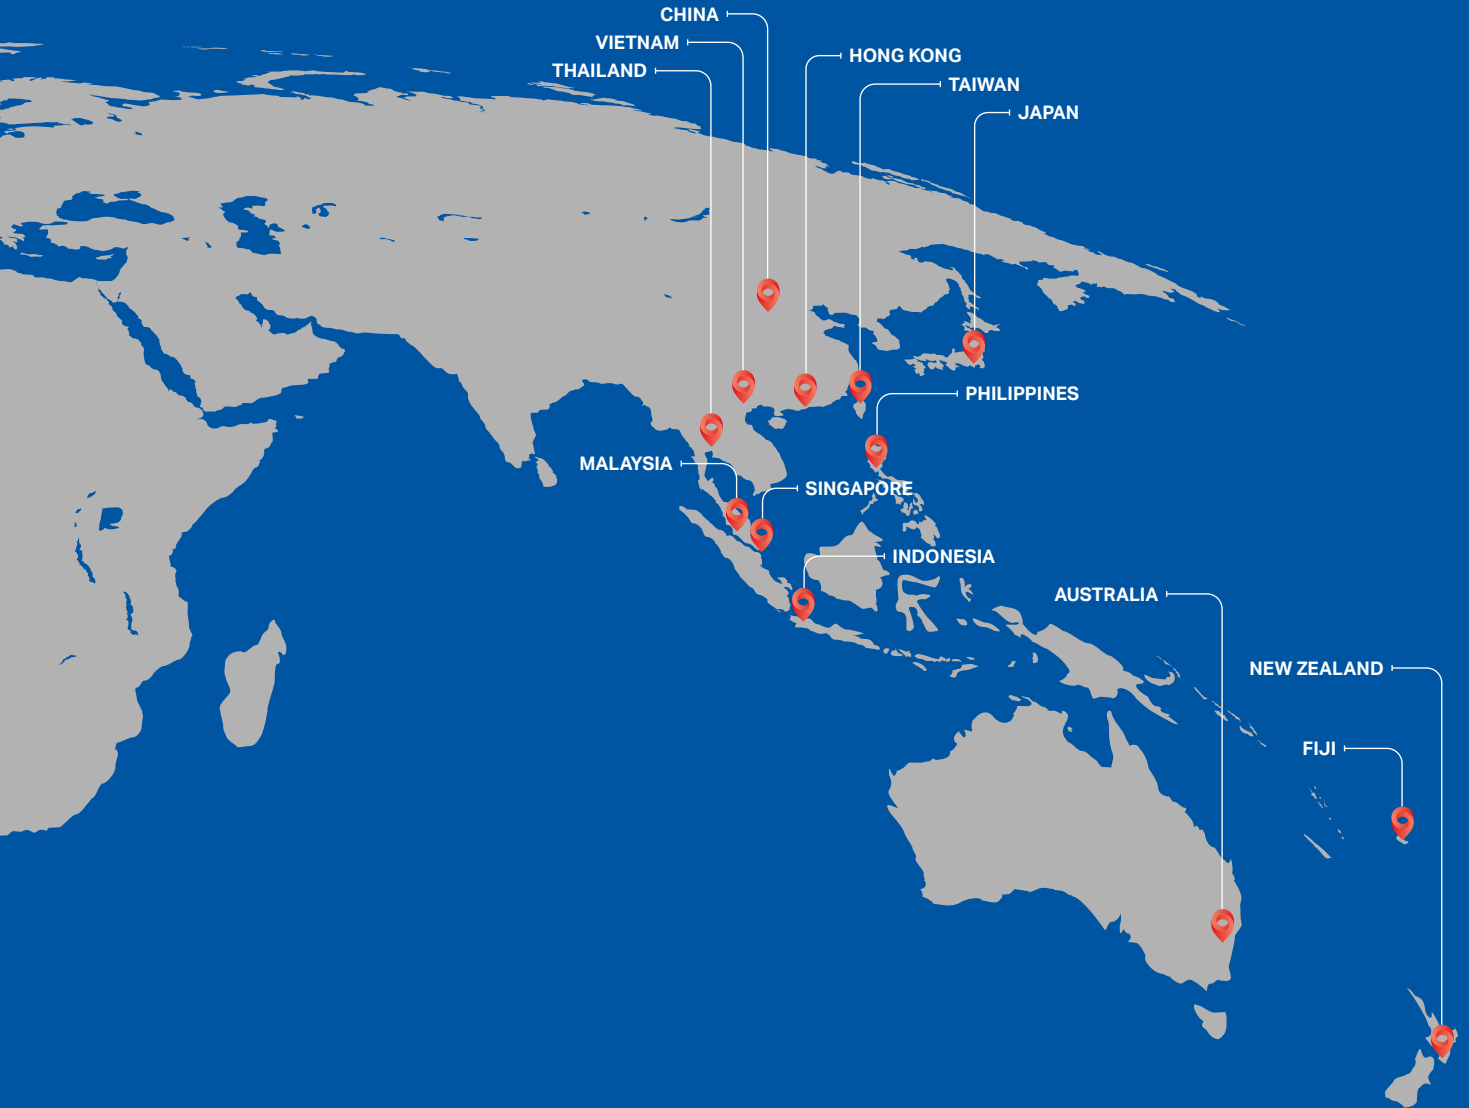 CHINA
VIETNAM
HONG KONG
THAILAND
TAIWAN
JAPAN
PHILIPPINES
MALAYSIA
SINGAPORE
INDONESIA
AUSTRALIA
NEW ZEALAND
FIJI